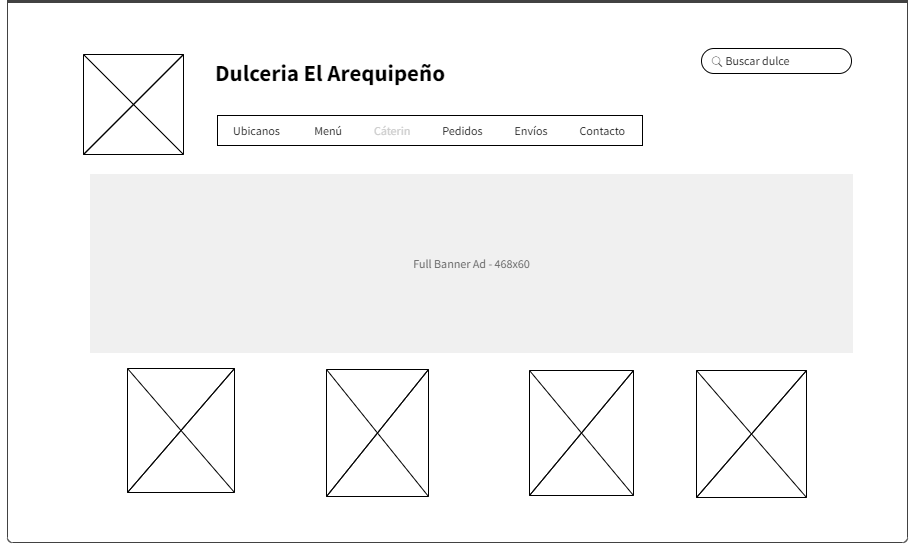 Dulceria El Arequipeño
Buscar dulce
Ubicanos Menú Cáterin Pedidos Envíos Contacto
Full Banner Ad - 468x60